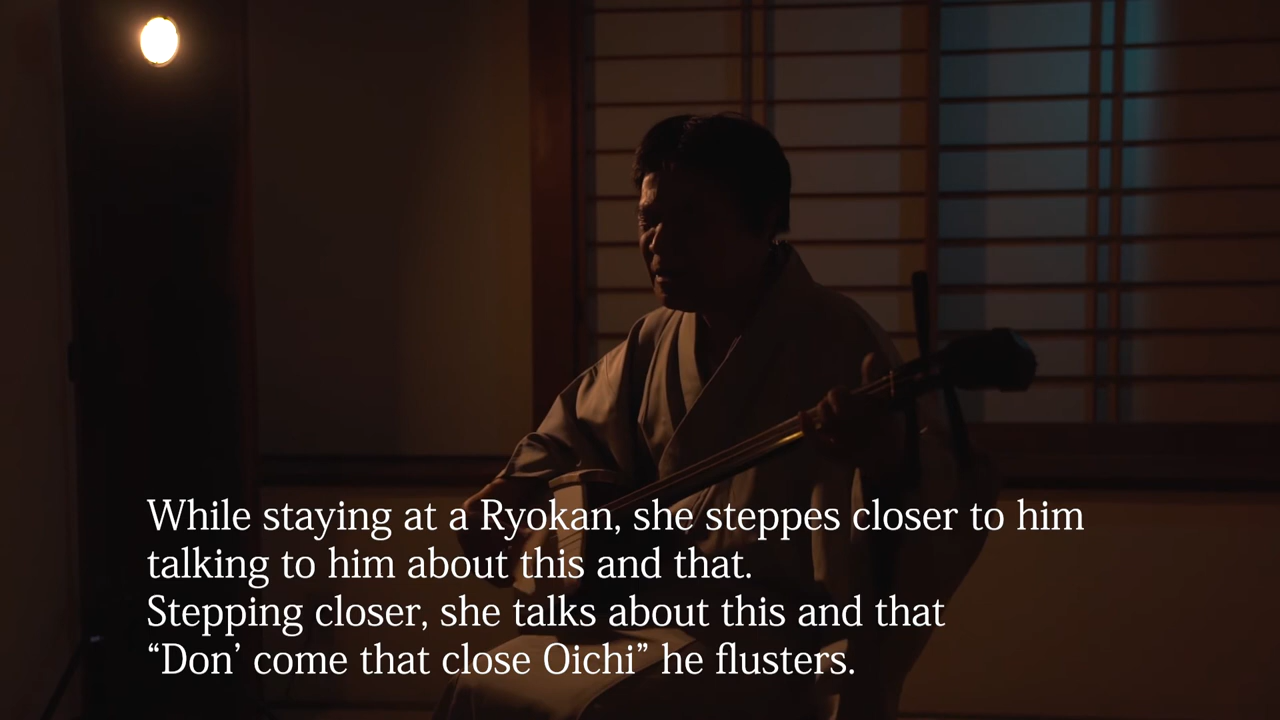 While staying at a Ryokan, she steppes closer to him
talking to him about this and that.
Stepping closer, she talks about this and that
“Don’ come that close Oichi” he flusters.